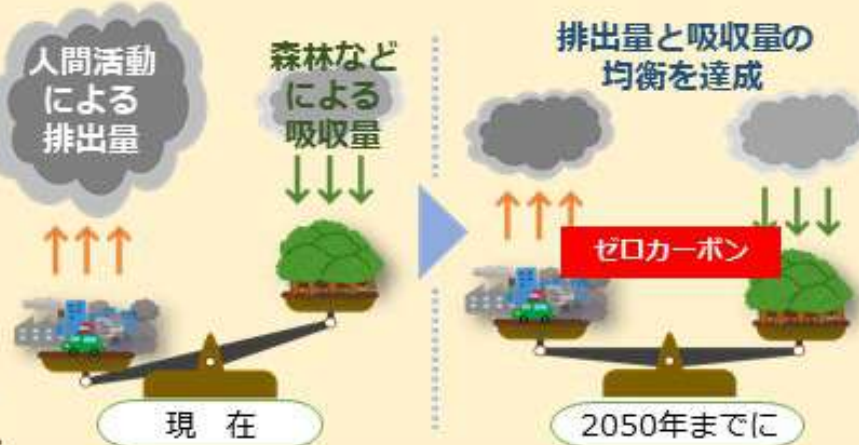 人間活動
による
排出量
森林など
による
吸収量
現 在
排出量と吸収量の
均衡を達成
ゼロカーボン
2050年までに